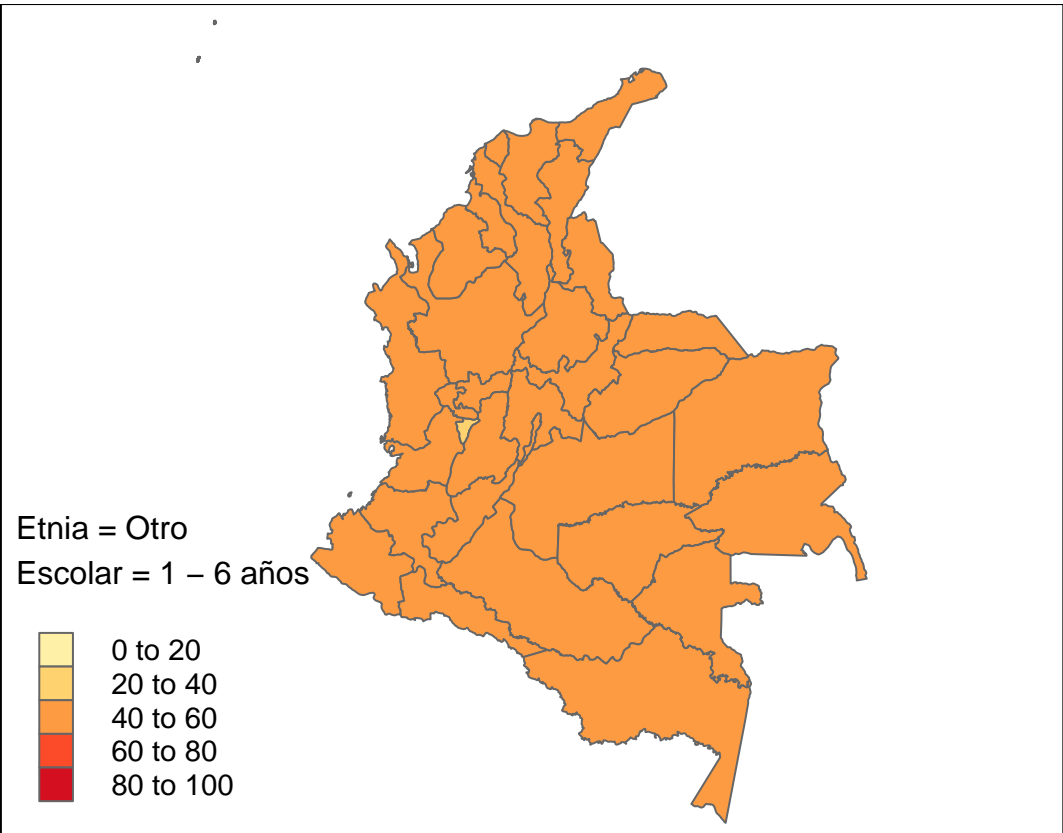 Etnia = Otro
Escolar = 1 – 6 años
0 to 20
20 to 40
40 to 60
60 to 80
80 to 100